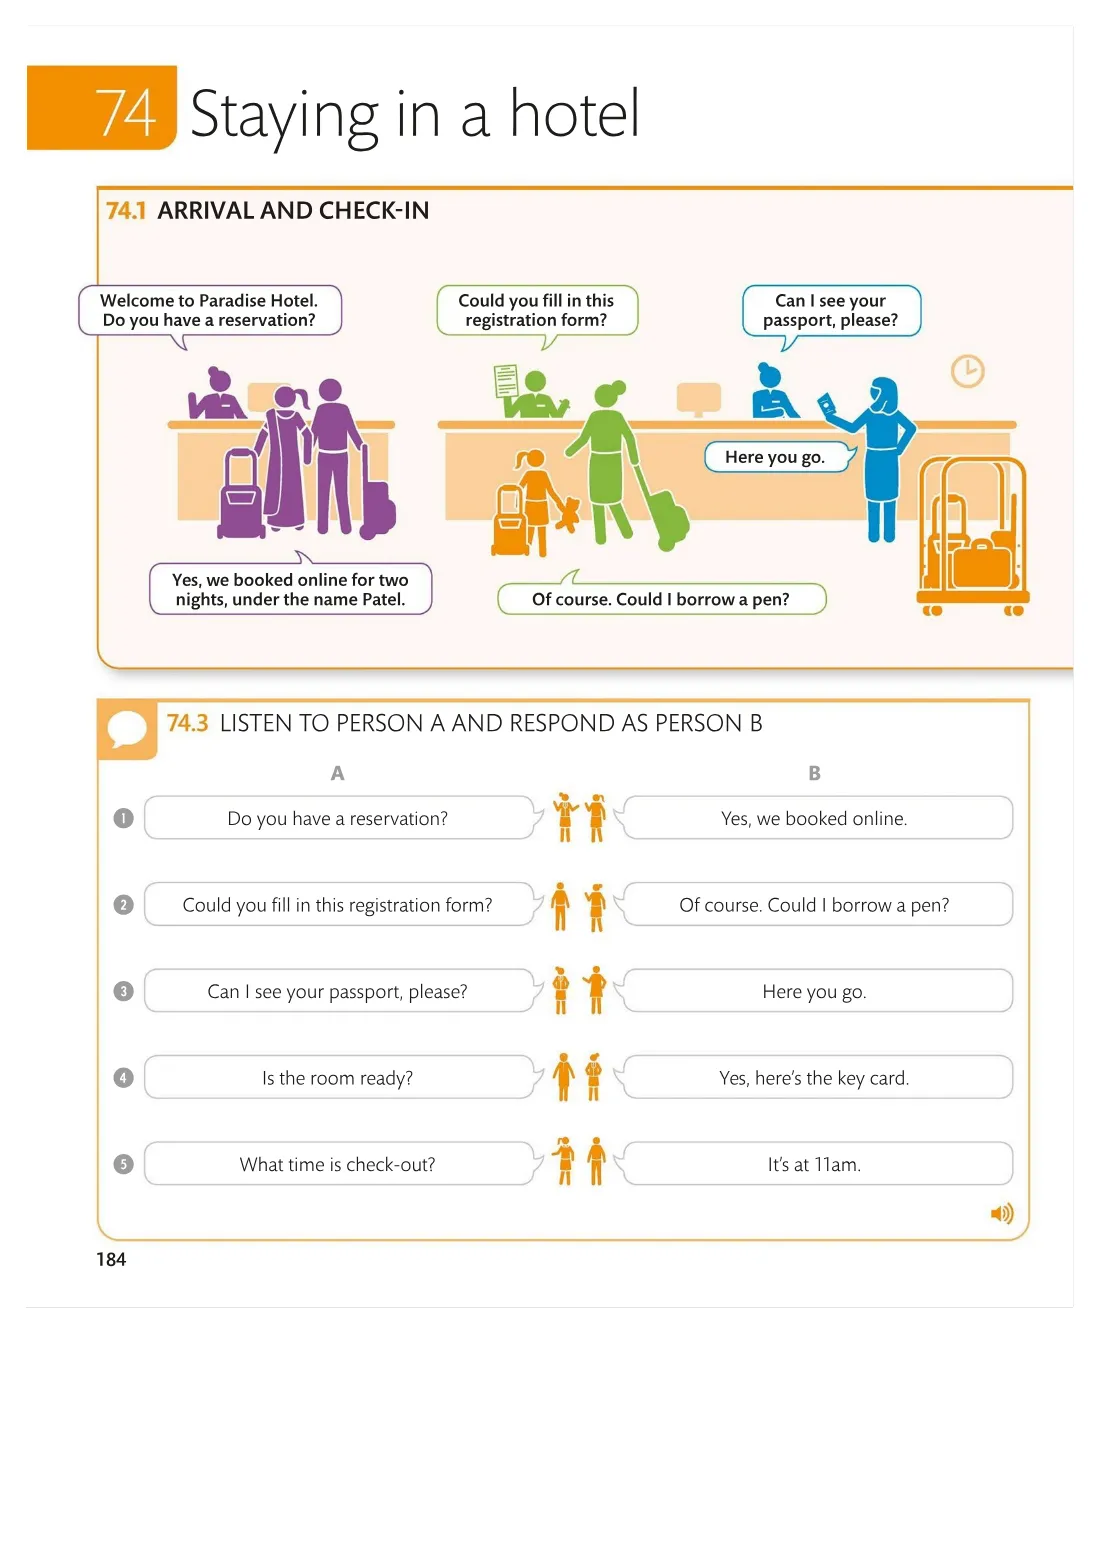 74 Staying in a hotel
74.1 ARRIVAL AND CHECK-IN
Welcome to Paradise Hotel.
Do you have a reservation?
Could you fill in this
registration form?
Can I see your
passport, please?
Here you go.
Yes, we booked online for two
nights, under the name Patel.
Of course. Could I borrow a pen?
74.3 LISTEN TO PERSON A AND RESPOND AS PERSON B
A B
1 Do you have a reservation? Yes, we booked online.
2 Could you fill in this registration form? Of course. Could I borrow a pen?
3 Can I see your passport, please? Here you go.
4 Is the room ready? Yes, here’s the key card.
5 What time is check-out? It’s at 11am.
184